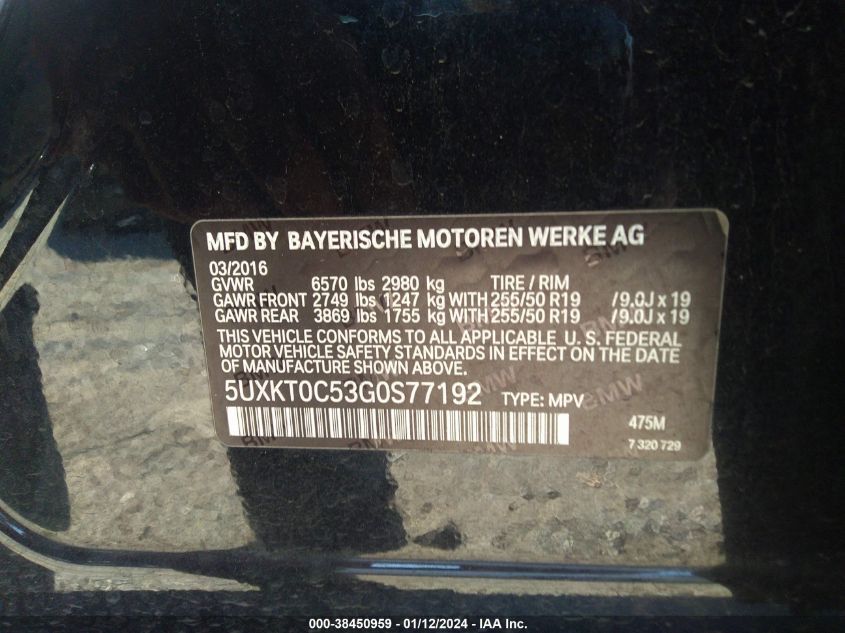 MFD BY BAYERISCHE MOTOREN WERKE AG
03/2016
GVWR 6570 lbs 2980 kg TIRE / RIM
GAWR FRONT 2749 lbs 1247 kg WITH 255/50 R19 /9.0J x 19
GAWR REAR 3869 lbs 1755 kg WITH 255/50 R19 /9.0J x 19
THIS VEHICLE CONFORMS TO ALL APPLICABLE U. S. FEDERAL
MOTOR VEHICLE SAFETY STANDARDS IN EFFECT ON THE DATE
OF MANUFACTURE SHOWN ABOVE.
5UXKT0C53G0S77192 TYPE: MPV
475M
7 320 729
000-38450959 - 01/12/2024 - IAA Inc.